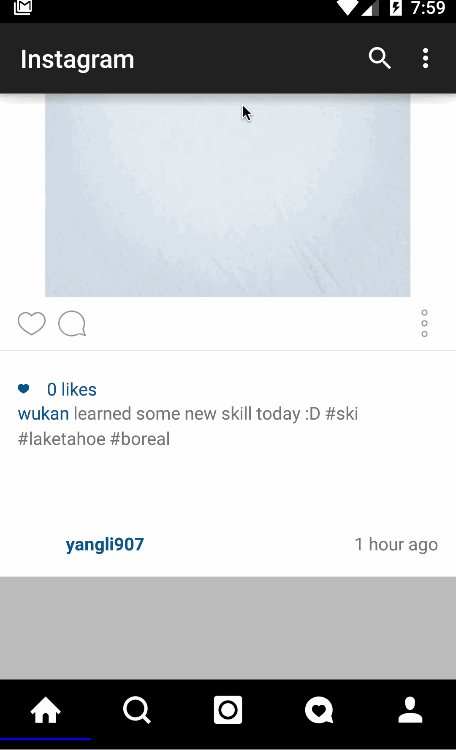 7:59
Instagram
0 likes
wukan learned some new skill today :D #ski
#laketahoe #boreal
yangli907
1 hour ago